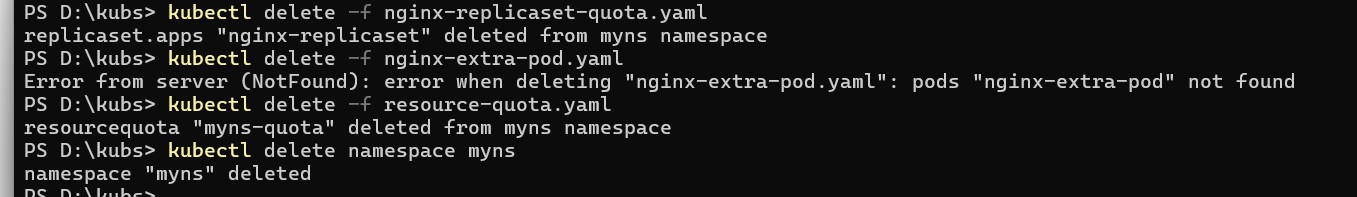 PS D:\kubs> kubectl delete -f nginx-replicaset-quota.yaml
replicaset.apps "nginx-replicaset" deleted from myns namespace
PS D:\kubs> kubectl delete -f nginx-extra-pod.yaml
Error from server (NotFound): error when deleting "nginx-extra-pod.yaml": pods "nginx-extra-pod" not found
PS D:\kubs> kubectl delete -f resource-quota.yaml
resourcequota "myns-quota" deleted from myns namespace
PS D:\kubs> kubectl delete namespace myns
namespace "myns" deleted
PS D:\kubs>